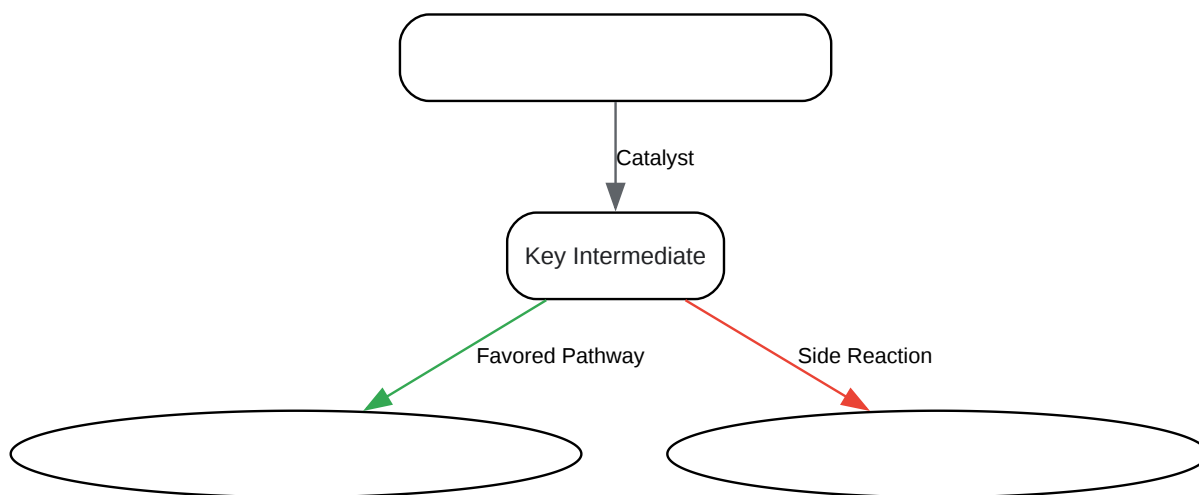 Catalyst
Key Intermediate
Favored Pathway
Side Reaction